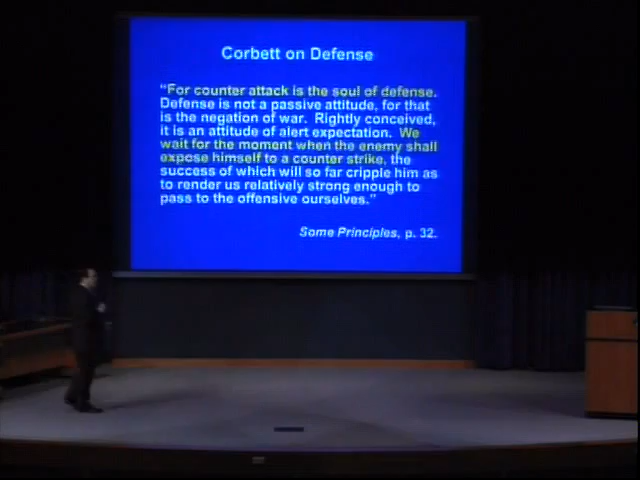 Corbett on Defense
"For counter attack is the soul of defense.
Defense is not a passive attitude, for that
is the negation of war. Rightly conceived,
it is an attitude of alert expectation. We
wait for the moment when the enemy shall
expose himself to a counter strike, the
success of which will so far cripple him as
to render us relatively strong enough to
pass to the offensive ourselves."
Some Principles, p. 32.